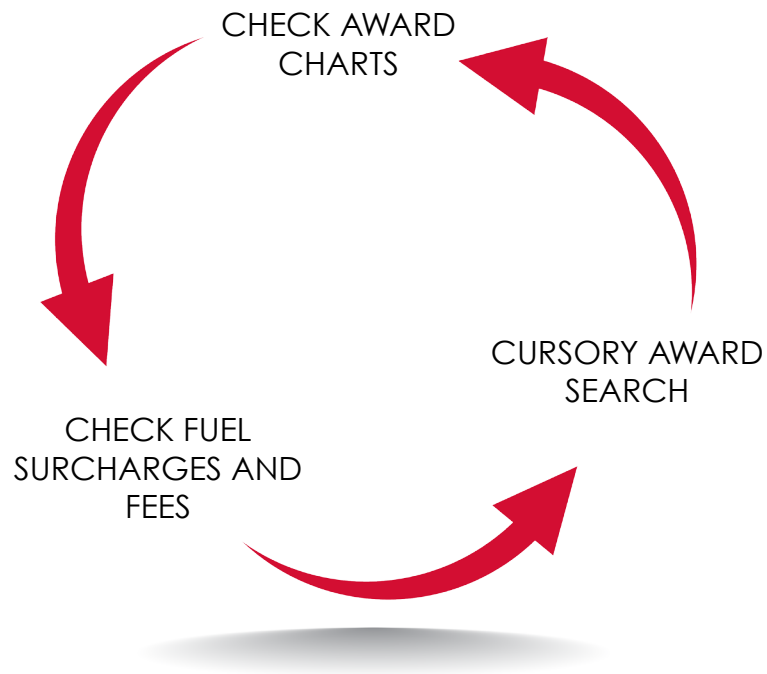 CHECK AWARD
CHARTS
CURSORY AWARD
SEARCH
CHECK FUEL
SURCHARGES AND
FEES